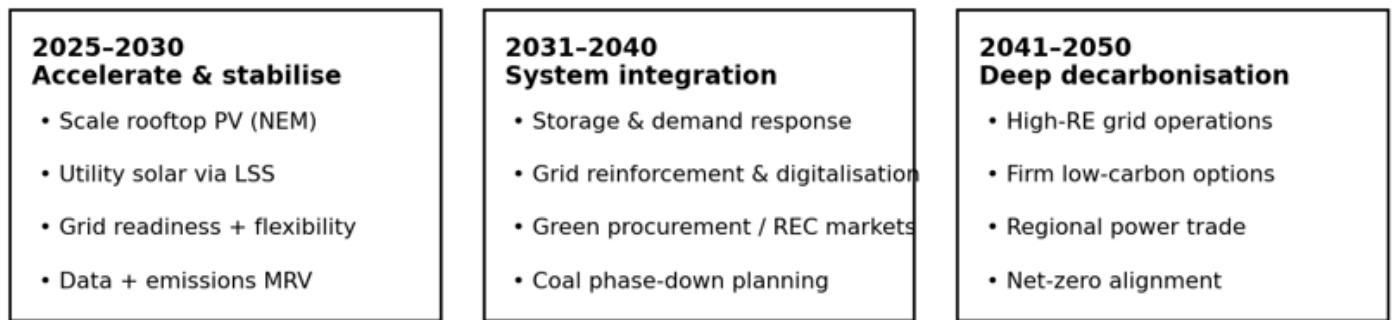 2025–2030
Accelerate & stabilise
• Scale rooftop PV (NEM)
• Utility solar via LSS
• Grid readiness + flexibility
• Data + emissions MRV
2031–2040
System integration
• Storage & demand response
• Grid reinforcement & digitalisation
• Green procurement / REC markets
• Coal phase-down planning
2041–2050
Deep decarbonisation
• High-RE grid operations
• Firm low-carbon options
• Regional power trade
• Net-zero alignment